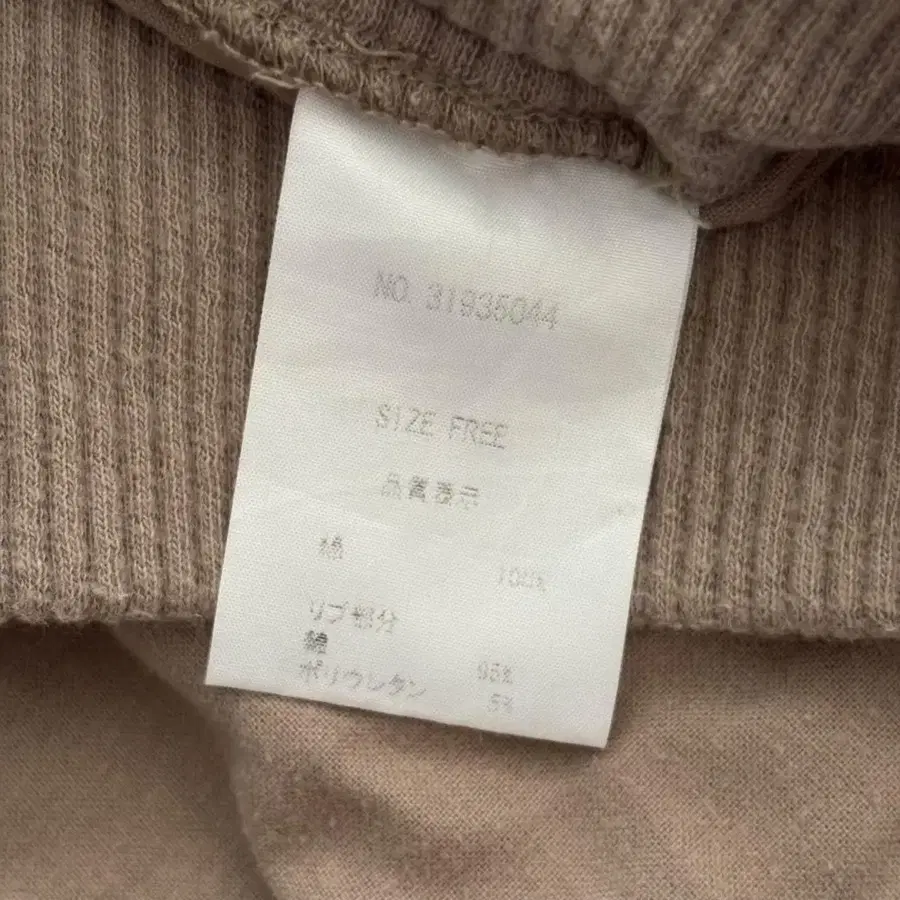 NO. 31935044
SIZE FREE
品質表示
綿 100%
リブ部分
綿 95%
ポリウレタン 5%